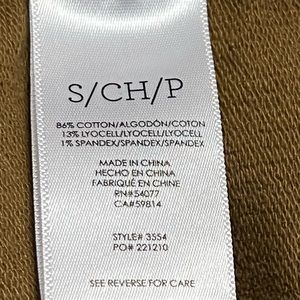 S/CH/P
86% COTTON/ALGODÓN/COTON
13% LYOCELL/LYOCELL/LYOCELL
1% SPANDEX/SPANDEX/SPANDEX
MADE IN CHINA
HECHO EN CHINA
FABRIQUÉ EN CHINE
RN#54077
CA#59814
STYLE# 3554
PO# 221210
SEE REVERSE FOR CARE